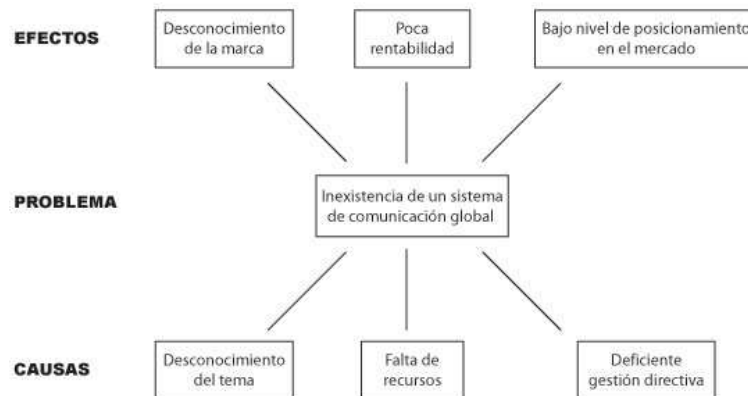 EFECTOS
Desconocimiento
de la marca
Poca
rentabilidad
Bajo nivel de posicionamiento
en el mercado
PROBLEMA
Inexistencia de un sistema
de comunicación global
CAUSAS
Desconocimiento
del tema
Falta de
recursos
Deficiente
gestión directiva